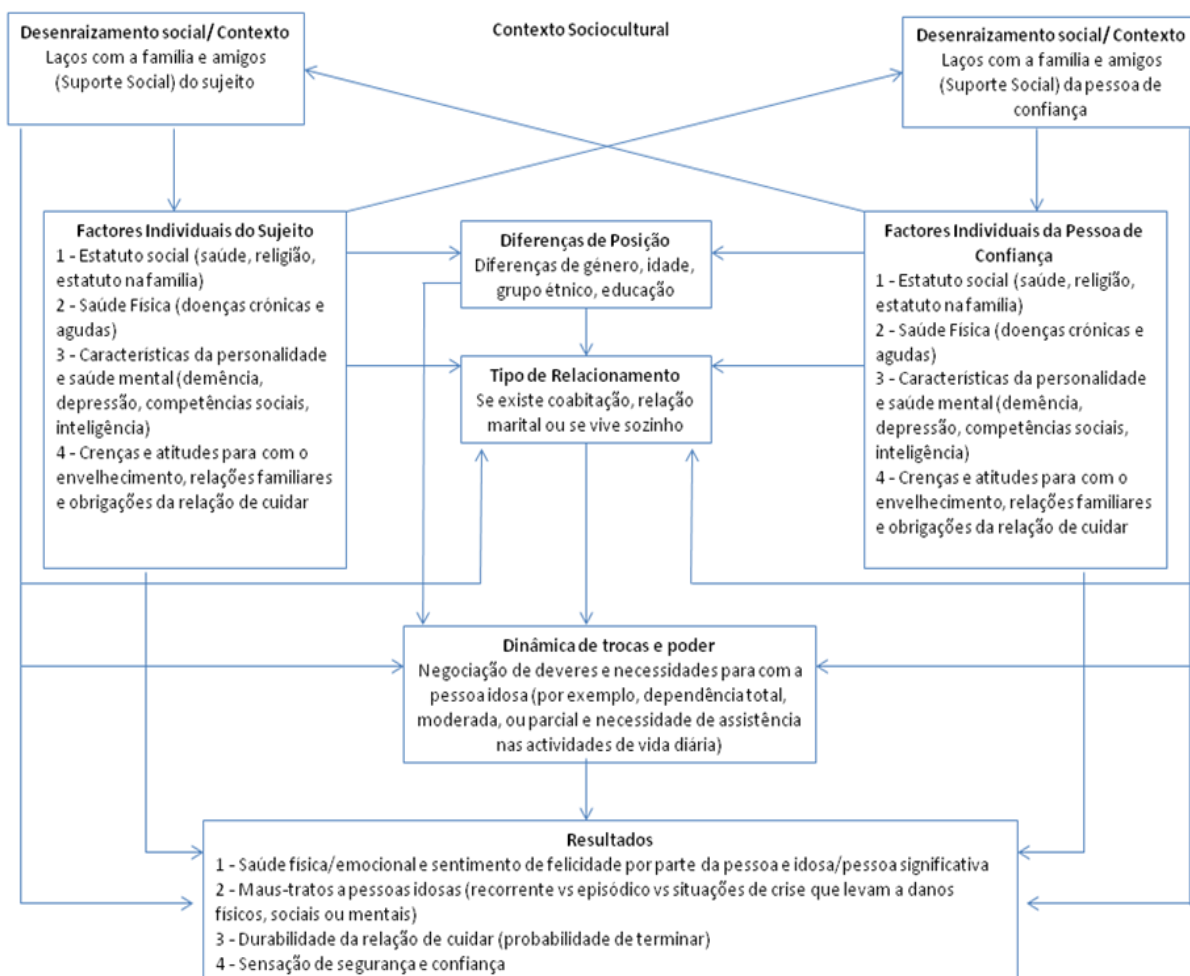 Desenraizamento social/ Contexto
Laços com a família e amigos
(Suporte Social) do sujeito
Contexto Sociocultural
Desenraizamento social/ Contexto
Laços com a família e amigos
(Suporte Social) da pessoa de
confiança
Factores Individuais do Sujeito
1 - Estatuto social (saúde, religião,
estatuto na família)
2 - Saúde Física (doenças crónicas e
agudas)
3 - Características da personalidade
e saúde mental (demência,
depressão, competências sociais,
inteligência)
4 - Crenças e atitudes para com o
envelhecimento, relações familiares
e obrigações da relação de cuidar
Diferenças de Posição
Diferenças de género, idade,
grupo étnico, educação
Tipo de Relacionamento
Se existe coabitação, relação
marital ou se vive sozinho
Factores Individuais da Pessoa de
Confiança
1 - Estatuto social (saúde, religião,
estatuto na família)
2 - Saúde Física (doenças crónicas e
agudas)
3 - Características da personalidade
e saúde mental (demência,
depressão, competências sociais,
inteligência)
4 - Crenças e atitudes para com o
envelhecimento, relações familiares
e obrigações da relação de cuidar
Dinâmica de trocas e poder
Negociação de deveres e necessidades para com a
pessoa idosa (por exemplo, dependência total,
moderada, ou parcial e necessidade de assistência
nas actividades de vida diária)
Resultados
1 - Saúde física/emocional e sentimento de felicidade por parte da pessoa e idosa/pessoa significativa
2 - Maus-tratos a pessoas idosas (recorrente vs episódico vs situações de crise que levam a danos
físicos, sociais ou mentais)
3 - Durabilidade da relação de cuidar (probabilidade de terminar)
4 - Sensação de segurança e confiança